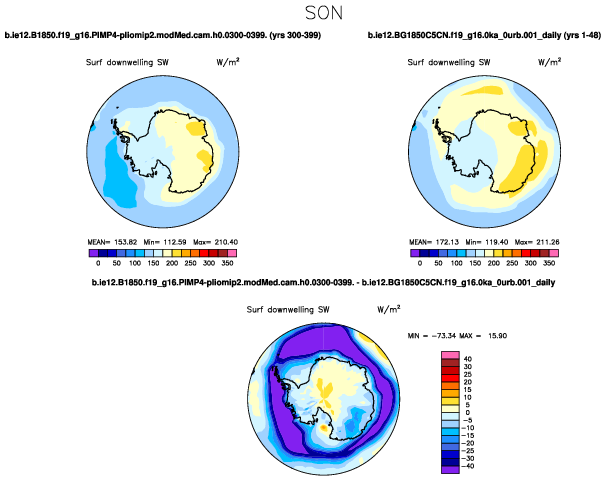 SON
b.ie12.B1850.f19_g16.PIMP4-pliomip2.modMed.cam.h0.0300-0399. (yrs 300-399)
b.ie12.BG1850C5CN.f19_g16.0ka_0urb.001_daily (yrs 1-48)
Surf downwelling SW W/m²
Surf downwelling SW W/m²
MEAN= 153.82 Min= 112.59 Max= 210.40
MEAN= 172.13 Min= 119.40 Max= 211.26
0 50 100 150 200 250 300 350
0 50 100 150 200 250 300 350
b.ie12.B1850.f19_g16.PIMP4-pliomip2.modMed.cam.h0.0300-0399. - b.ie12.BG1850C5CN.f19_g16.0ka_0urb.001_daily
Surf downwelling SW W/m²
MIN = -73.34 MAX = 15.90
40
35
30
25
20
15
10
5
0
-5
-10
-15
-20
-25
-30
-35
-40